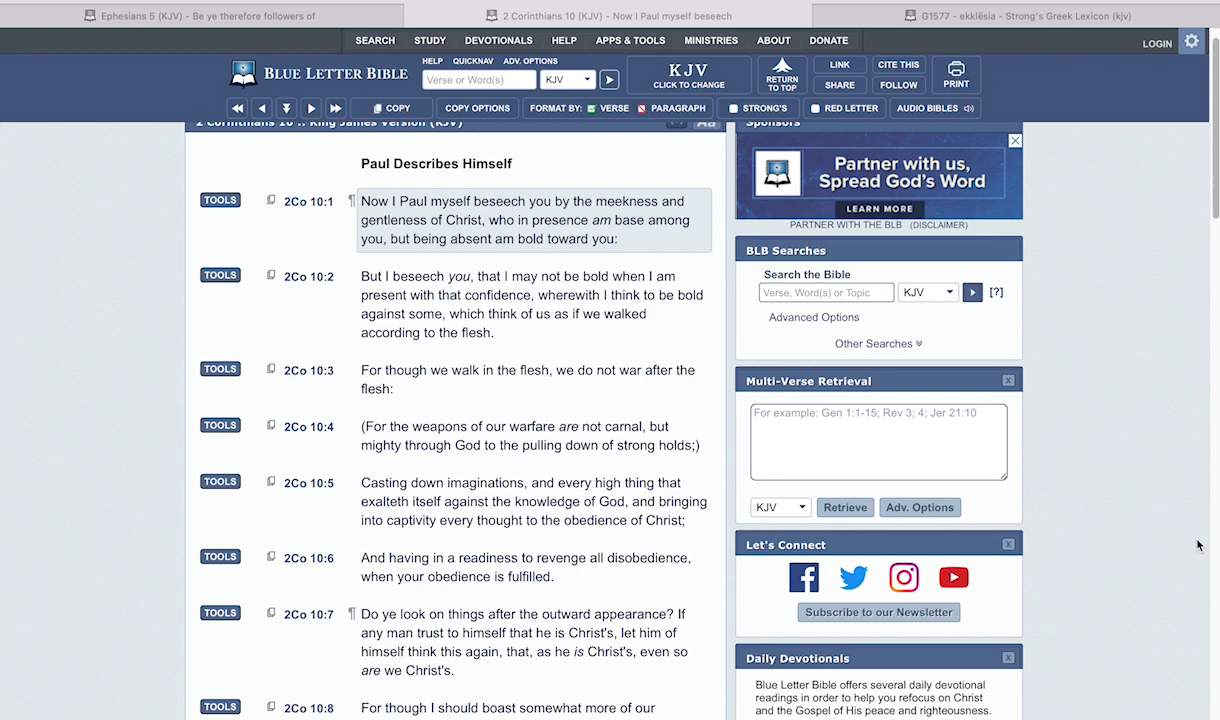 Ephesians 5 (KJV) - Be ye therefore followers of
2 Corinthians 10 (KJV) - Now I Paul myself beseech
G1577 - ekklēsia - Strong's Greek Lexicon (kjv)
SEARCH STUDY DEVOTIONALS HELP APPS & TOOLS MINISTRIES ABOUT DONATE
LOGIN
BLUE LETTER BIBLE
HELP QUICKNAV ADV. OPTIONS
Verse or Word(s)
KJV
KJV
CLICK TO CHANGE
RETURN
TO TOP
LINK
CITE THIS
SHARE
FOLLOW
PRINT
COPY
COPY OPTIONS
FORMAT BY: VERSE PARAGRAPH
STRONG'S
RED LETTER
AUDIO BIBLES
2 Corinthians 10 :: King James Version (KJV)
Aa
Paul Describes Himself
TOOLS 2Co 10:1 ¶ Now I Paul myself beseech you by the meekness and
gentleness of Christ, who in presence am base among
you, but being absent am bold toward you:
TOOLS 2Co 10:2 But I beseech you, that I may not be bold when I am
present with that confidence, wherewith I think to be bold
against some, which think of us as if we walked
according to the flesh.
TOOLS 2Co 10:3 For though we walk in the flesh, we do not war after the
flesh:
TOOLS 2Co 10:4 (For the weapons of our warfare are not carnal, but
mighty through God to the pulling down of strong holds;)
TOOLS 2Co 10:5 Casting down imaginations, and every high thing that
exalteth itself against the knowledge of God, and bringing
into captivity every thought to the obedience of Christ;
TOOLS 2Co 10:6 And having in a readiness to revenge all disobedience,
when your obedience is fulfilled.
TOOLS 2Co 10:7 ¶ Do ye look on things after the outward appearance? If
any man trust to himself that he is Christ's, let him of
himself think this again, that, as he is Christ's, even so
are we Christ's.
TOOLS 2Co 10:8 For though I should boast somewhat more of our
Sponsors
Partner with us,
Spread God's Word
LEARN MORE
PARTNER WITH THE BLB (DISCLAIMER)
BLB Searches
Search the Bible
Verse, Word(s) or Topic
KJV
[?]
Advanced Options
Other Searches
Multi-Verse Retrieval
X
For example: Gen 1:1-15; Rev 3; 4; Jer 21:10
KJV
Retrieve
Adv. Options
Let's Connect
X
Subscribe to our Newsletter
Daily Devotionals
X
Blue Letter Bible offers several daily devotional
readings in order to help you refocus on Christ
and the Gospel of His peace and righteousness.